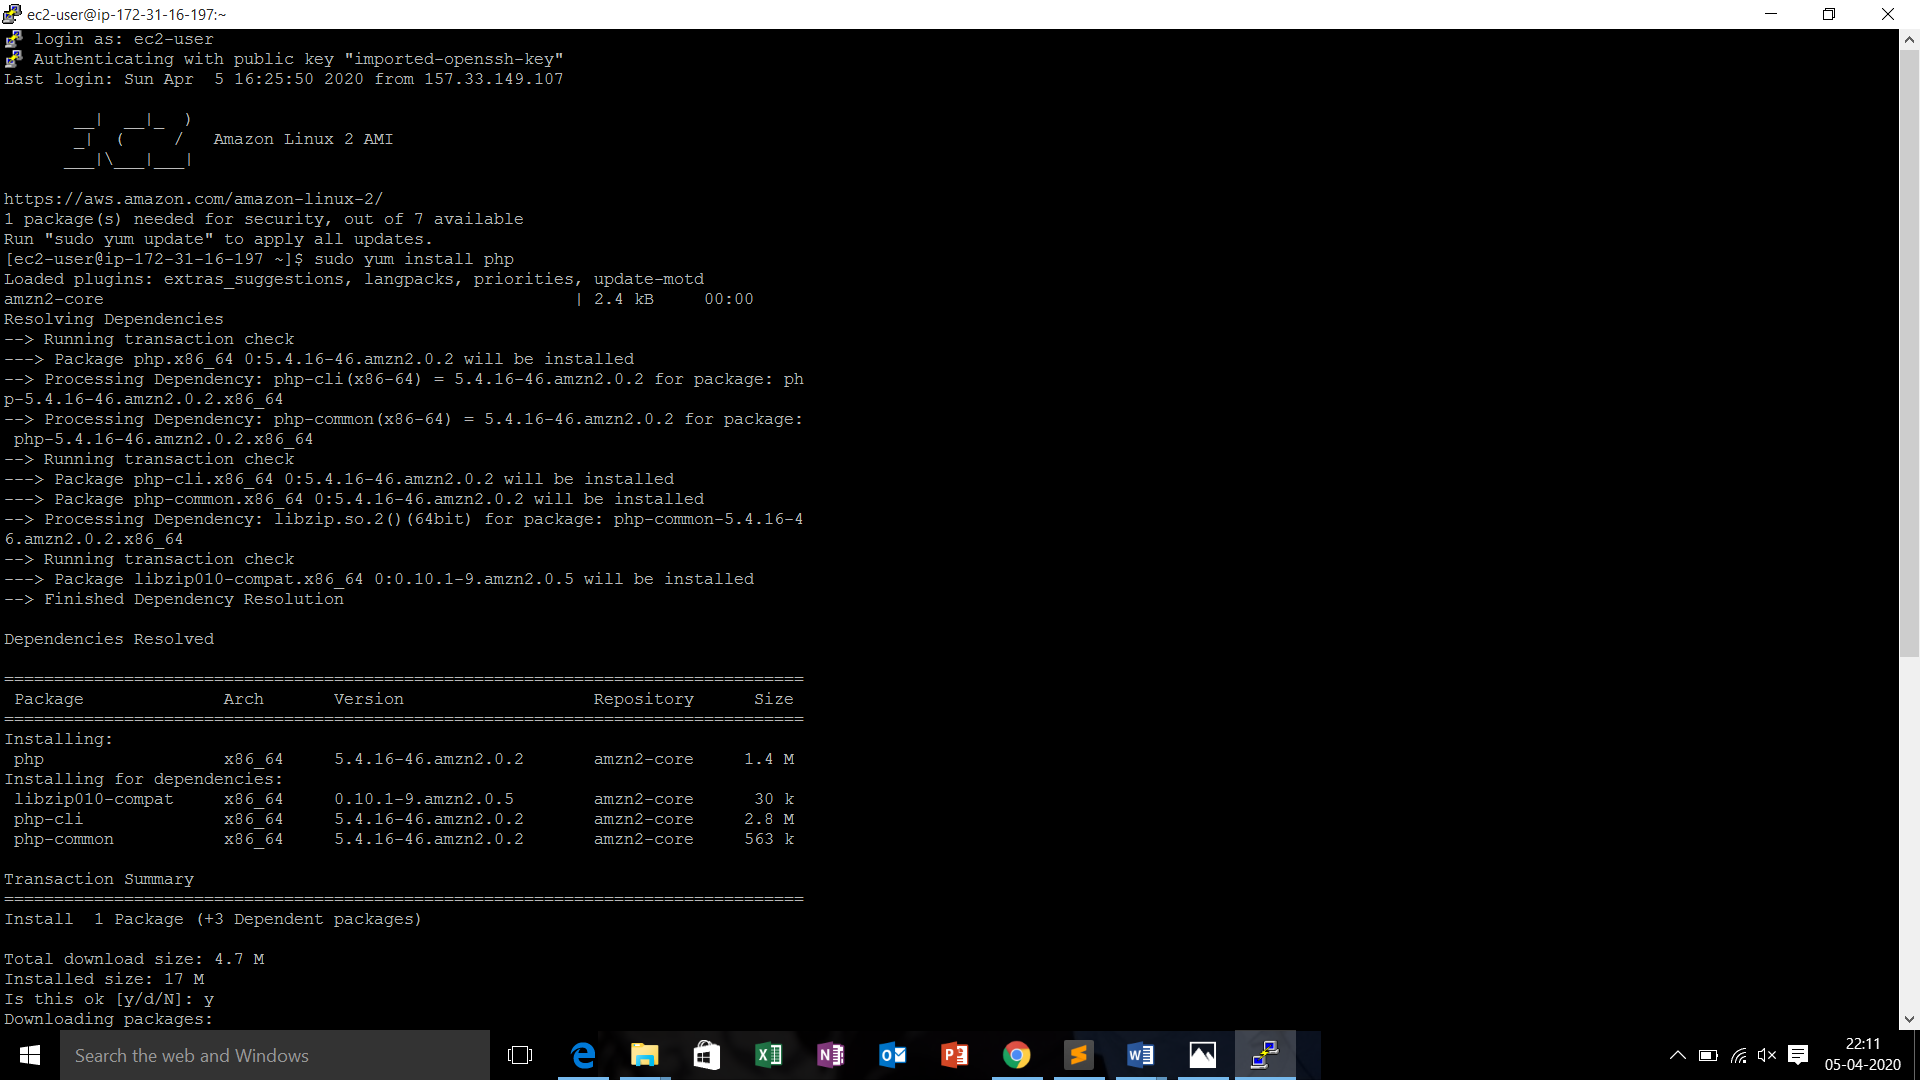 ec2-user@ip-172-31-16-197:~
login as: ec2-user
Authenticating with public key "imported-openssh-key"
Last login: Sun Apr  5 16:25:50 2020 from 157.33.149.107

       __|  __|_  )
       _|  (     /   Amazon Linux 2 AMI
      ___|\___|___|

https://aws.amazon.com/amazon-linux-2/
1 package(s) needed for security, out of 7 available
Run "sudo yum update" to apply all updates.
[ec2-user@ip-172-31-16-197 ~]$ sudo yum install php
Loaded plugins: extras_suggestions, langpacks, priorities, update-motd
amzn2-core                                               | 2.4 kB     00:00
Resolving Dependencies
--> Running transaction check
---> Package php.x86_64 0:5.4.16-46.amzn2.0.2 will be installed
--> Processing Dependency: php-cli(x86-64) = 5.4.16-46.amzn2.0.2 for package: ph
p-5.4.16-46.amzn2.0.2.x86_64
--> Processing Dependency: php-common(x86-64) = 5.4.16-46.amzn2.0.2 for package:
 php-5.4.16-46.amzn2.0.2.x86_64
--> Running transaction check
---> Package php-cli.x86_64 0:5.4.16-46.amzn2.0.2 will be installed
---> Package php-common.x86_64 0:5.4.16-46.amzn2.0.2 will be installed
--> Processing Dependency: libzip.so.2()(64bit) for package: php-common-5.4.16-4
6.amzn2.0.2.x86_64
--> Running transaction check
---> Package libzip010-compat.x86_64 0:0.10.1-9.amzn2.0.5 will be installed
--> Finished Dependency Resolution

Dependencies Resolved

================================================================================
 Package              Arch       Version                   Repository      Size
================================================================================
Installing:
 php                  x86_64     5.4.16-46.amzn2.0.2       amzn2-core     1.4 M
Installing for dependencies:
 libzip010-compat     x86_64     0.10.1-9.amzn2.0.5        amzn2-core      30 k
 php-cli              x86_64     5.4.16-46.amzn2.0.2       amzn2-core     2.8 M
 php-common           x86_64     5.4.16-46.amzn2.0.2       amzn2-core     563 k

Transaction Summary
================================================================================
Install  1 Package (+3 Dependent packages)

Total download size: 4.7 M
Installed size: 17 M
Is this ok [y/d/N]: y
Downloading packages:
Search the web and Windows
22:11
05-04-2020